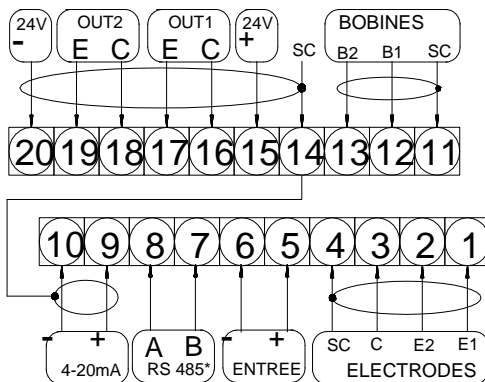 24V OUT2 OUT1 24V BOBINES
- E C E C + SC B2 B1 SC
20 19 18 17 16 15 14 13 12 11
10 9 8 7 6 5 4 3 2 1
- + A B - + SC C E2 E1
4-20mA RS 485* ENTREE ELECTRODES